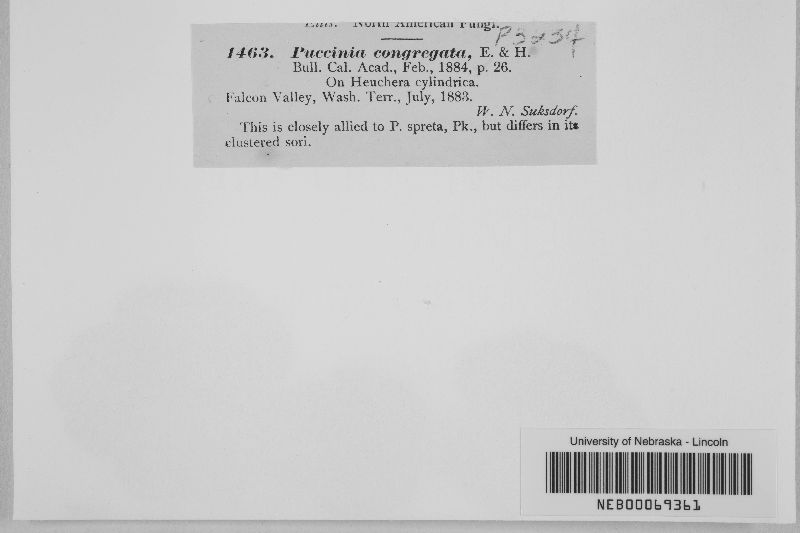 Ellis. North American Fungi.
P3234
1463. Puccinia congregata, E. & H.
Bull. Cal. Acad., Feb., 1884, p. 26.
On Heuchera cylindrica.
Falcon Valley, Wash. Terr., July, 1883.
W. N. Suksdorf.
This is closely allied to P. spreta, Pk., but differs in its
clustered sori.
University of Nebraska - Lincoln
NEB00069361